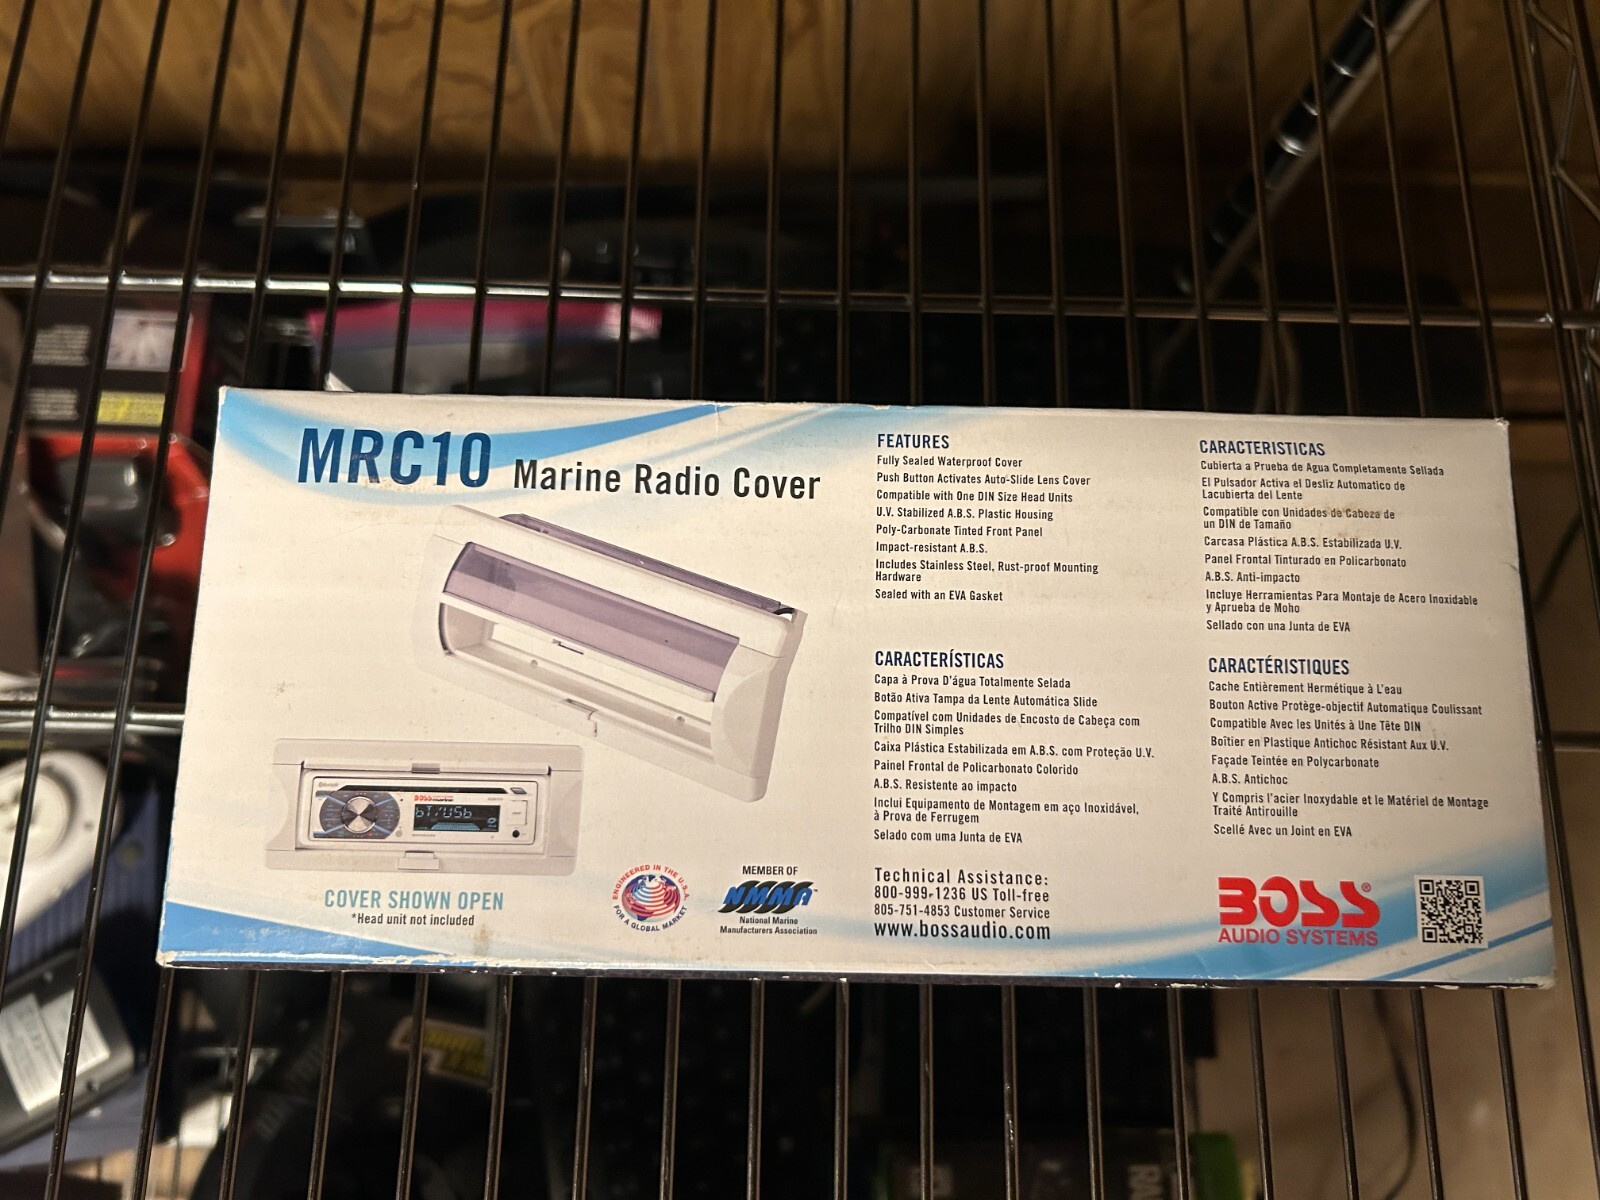 MRC10 Marine Radio Cover
COVER SHOWN OPEN
*Head unit not included
BOSS
BT/USb
ENGINEERED IN THE U.S.A.
FOR A GLOBAL MARKET
MEMBER OF
NMMA
National Marine
Manufacturers Association
FEATURES
Fully Sealed Waterproof Cover
Push Button Activates Auto-Slide Lens Cover
Compatible with One DIN Size Head Units
U.V. Stabilized A.B.S. Plastic Housing
Poly-Carbonate Tinted Front Panel
Impact-resistant A.B.S.
Includes Stainless Steel, Rust-proof Mounting
Hardware
Sealed with an EVA Gasket
CARACTERISTICAS
Cubierta a Prueba de Agua Completamente Sellada
El Pulsador Activa el Desliz Automatico de
Lacubierta del Lente
Compatible con Unidades de Cabeza de
un DIN de Tamaño
Carcasa Plástica A.B.S. Estabilizada U.V.
Panel Frontal Tinturado en Policarbonato
A.B.S. Anti-impacto
Incluye Herramientas Para Montaje de Acero Inoxidable
y Aprueba de Moho
Sellado con una Junta de EVA
CARACTERÍSTICAS
Capa à Prova D'água Totalmente Selada
Botão Ativa Tampa da Lente Automática Slide
Compatível com Unidades de Encosto de Cabeça com
Trilho DIN Simples
Caixa Plástica Estabilizada em A.B.S. com Proteção U.V.
Painel Frontal de Policarbonato Colorido
A.B.S. Resistente ao impacto
Inclui Equipamento de Montagem em aço Inoxidável,
à Prova de Ferrugem
Selado com uma Junta de EVA
CARACTÉRISTIQUES
Cache Entièrement Hermétique à L'eau
Bouton Active Protège-objectif Automatique Coulissant
Compatible Avec les Unités à Une Tête DIN
Boîtier en Plastique Antichoc Résistant Aux U.V.
Façade Teintée en Polycarbonate
A.B.S. Antichoc
Y Compris l'acier Inoxydable et le Matériel de Montage
Traité Antirouille
Scellé Avec un Joint en EVA
Technical Assistance:
800-999-1236 US Toll-free
805-751-4853 Customer Service
www.bossaudio.com
BOSS®
AUDIO SYSTEMS